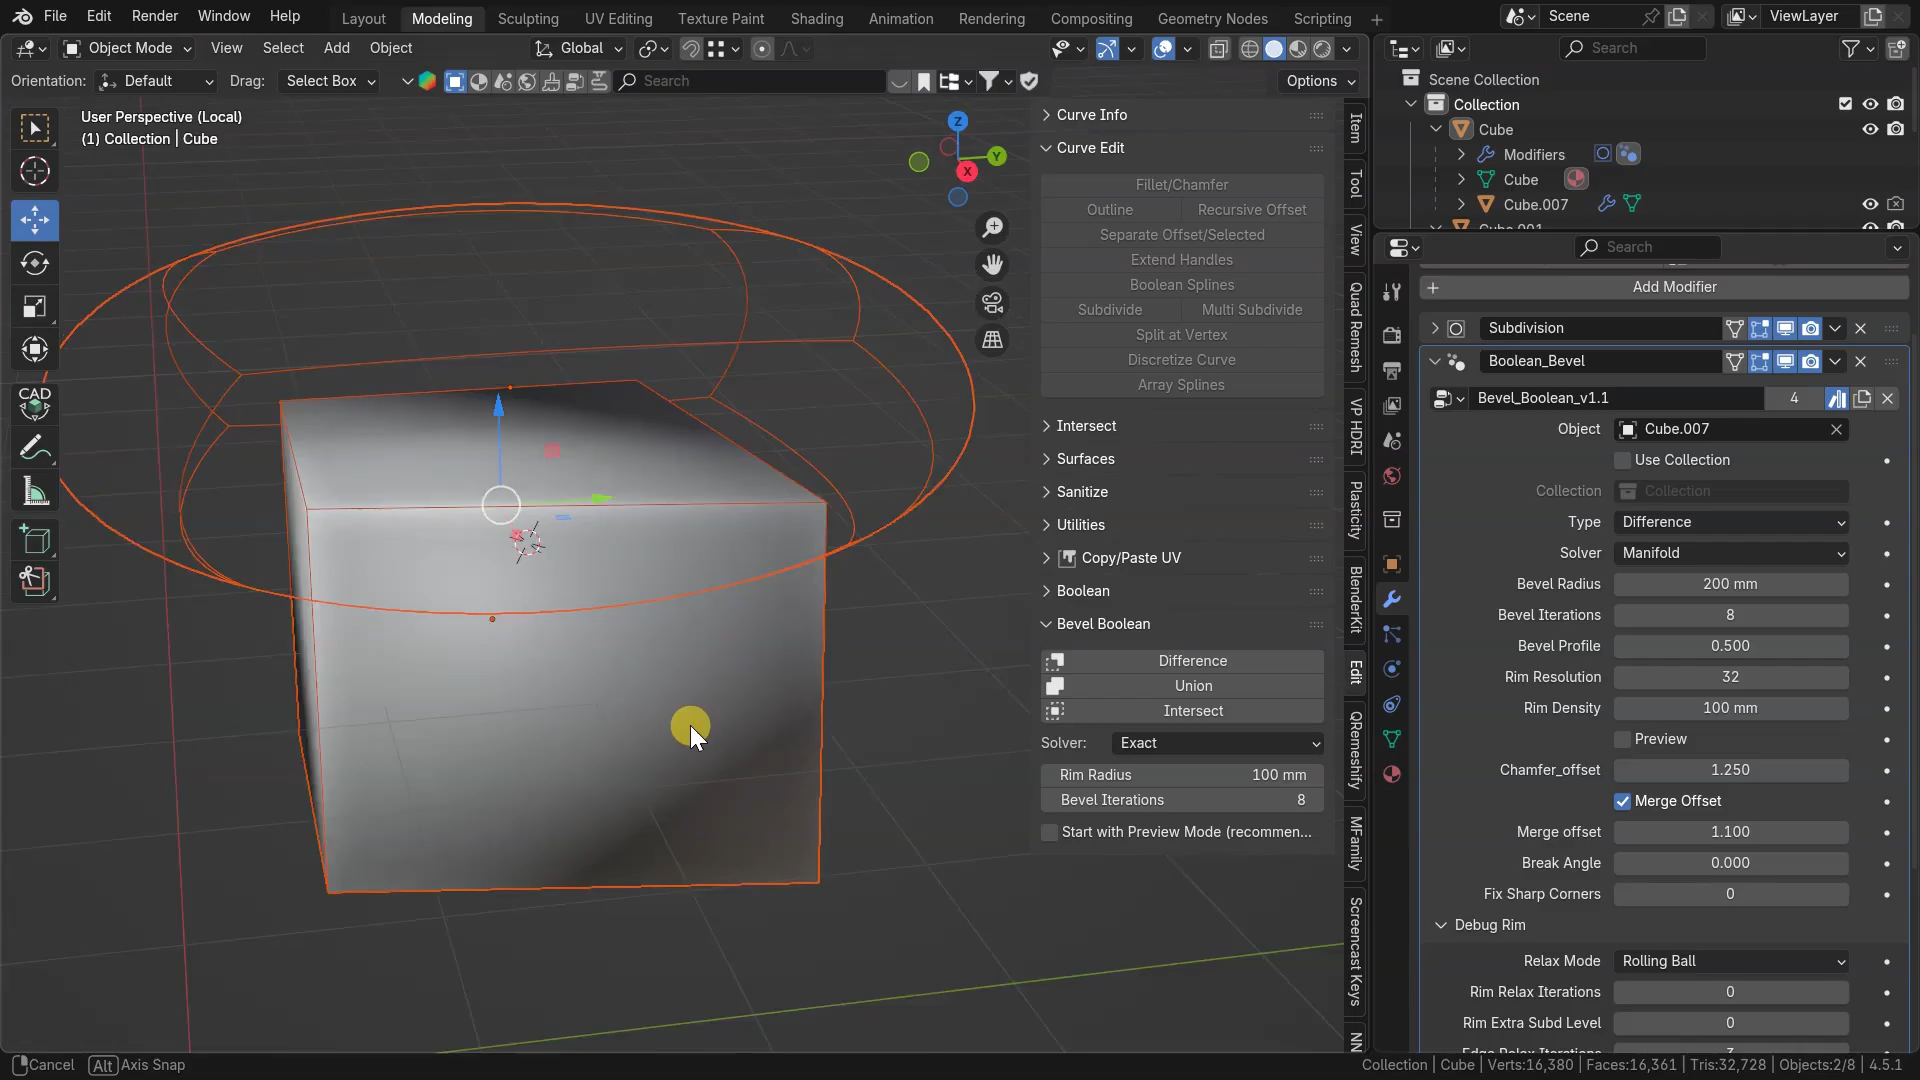 File Edit Render Window Help Layout Modeling Sculpting UV Editing Texture Paint Shading Animation Rendering Compositing Geometry Nodes Scripting + Scene ViewLayer
Object Mode View Select Add Object Global Search
Orientation: Default Drag: Select Box Search Options
User Perspective (Local)
(1) Collection | Cube
Z
Y
X
CAD
Curve Info
Curve Edit
Fillet/Chamfer
Outline Recursive Offset
Separate Offset/Selected
Extend Handles
Boolean Splines
Subdivide Multi Subdivide
Split at Vertex
Discretize Curve
Array Splines
Intersect
Surfaces
Sanitize
Utilities
Copy/Paste UV
Boolean
Bevel Boolean
Difference
Union
Intersect
Solver: Exact
Rim Radius 100 mm
Bevel Iterations 8
Start with Preview Mode (recommen...
Item
Tool
View
Quad Remesh
VP HDRI
Plasticity
BlenderKit
Edit
QRemeshify
MFamily
Screencast Keys
NN
Scene Collection
Collection
Cube
Modifiers
Cube
Cube.007
Cube.001
Search
Add Modifier
Subdivision
Boolean_Bevel
Bevel_Boolean_v1.1 4
Object Cube.007
Use Collection
Collection Collection
Type Difference
Solver Manifold
Bevel Radius 200 mm
Bevel Iterations 8
Bevel Profile 0.500
Rim Resolution 32
Rim Density 100 mm
Preview
Chamfer_offset 1.250
Merge Offset
Merge offset 1.100
Break Angle 0.000
Fix Sharp Corners 0
Debug Rim
Relax Mode Rolling Ball
Rim Relax Iterations 0
Rim Extra Subd Level 0
Edge Relax Iterations 3
Cancel Alt Axis Snap
Collection | Cube | Verts:16,380 | Faces:16,361 | Tris:32,728 | Objects:2/8 | 4.5.1